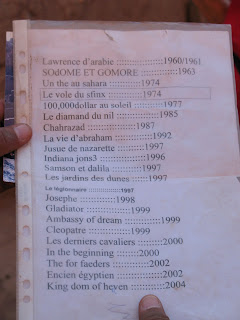 Lawrence d'arabie ::::::::::::::::::1960/1961
SODOME ET GOMORE :::::::::::::1963
Un the au sahara :::::::::::::1974
Le vole du sfinx ::::::::::::::1974
100,000dollar au soleil ::::::::::1977
Le diamand du nil ::::::::::::::1985
Chahrazad ::::::::::::::::1987
La vie d'abraham ::::::::::::::1992
Josue de nazarette ::::::::::::1997
Indiana jons3 ::::::::::::::::1996
Samson et dalila ::::::::::::::1997
Les jardins des dunes ::::::::1997
Le légionnaire ::::::::::::::::1997
Josephe ::::::::::::::1998
Gladiator :::::::::::::::1999
Ambassy of dream ::::::::::::::1999
Cleopatre :::::::::::::::1999
Les derniers cavaliers :::::::::2000
In the beginning :::::::::2000
The for faeders ::::::::::::2002
Encien égyptien ::::::::::::::2002
King dom of heven ::::::::::::2004